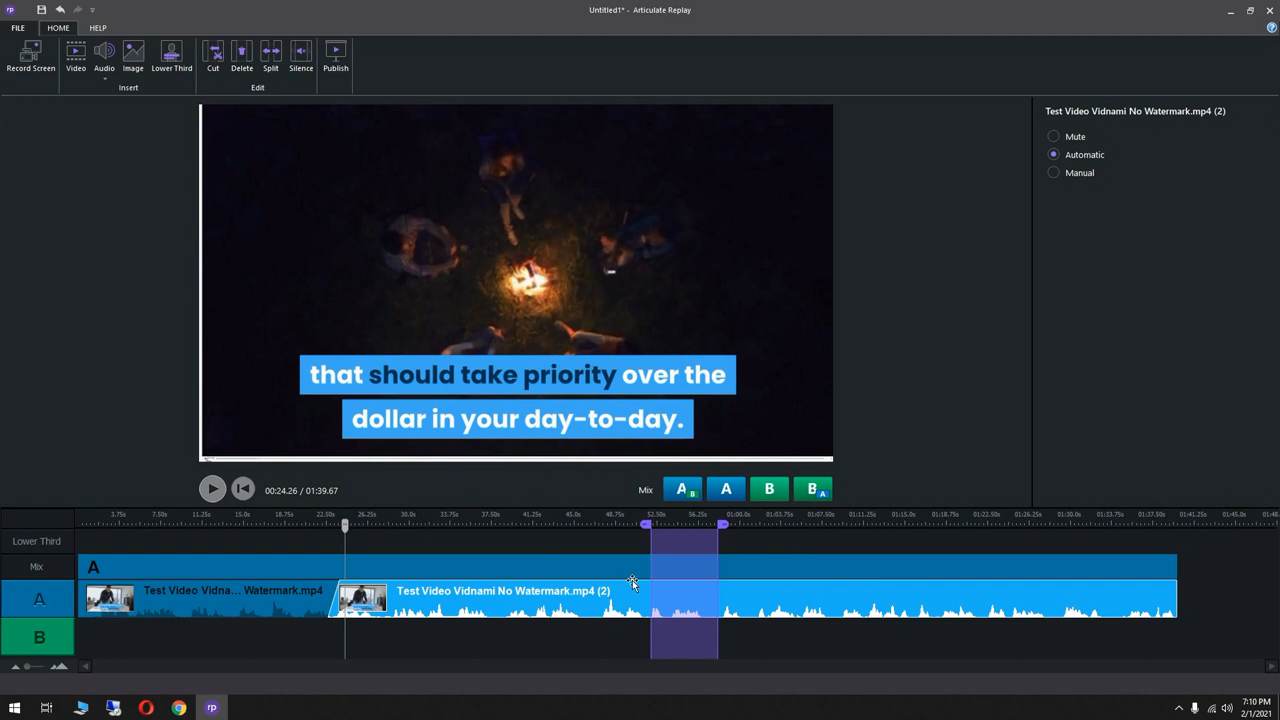 rp
Untitled1* - Articulate Replay
FILE
HOME
HELP
Record Screen
Video
Audio
Image
Lower Third
Cut
Delete
Split
Silence
Publish
Insert
Edit
Test Video Vidnami No Watermark.mp4 (2)
Mute
Automatic
Manual
that should take priority over the
dollar in your day-to-day.
00:24.26 / 01:39.67
Mix
A B
A
B
B A
3.75s 7.50s 11.25s 15.0s 18.75s 22.50s 26.25s 30.0s 33.75s 37.50s 41.25s 45.0s 48.75s 52.50s 56.25s 01:00.0s 01:03.75s 01:07.50s 01:11.25s 01:15.0s 01:18.75s 01:22.50s 01:26.25s 01:30.0s 01:33.75s 01:37.50s 01:41.25s 01:45.0s 01:48.
Lower Third
Mix
A
A
Test Video Vidna... Watermark.mp4
Test Video Vidnami No Watermark.mp4 (2)
B
rp
7:10 PM
2/1/2021